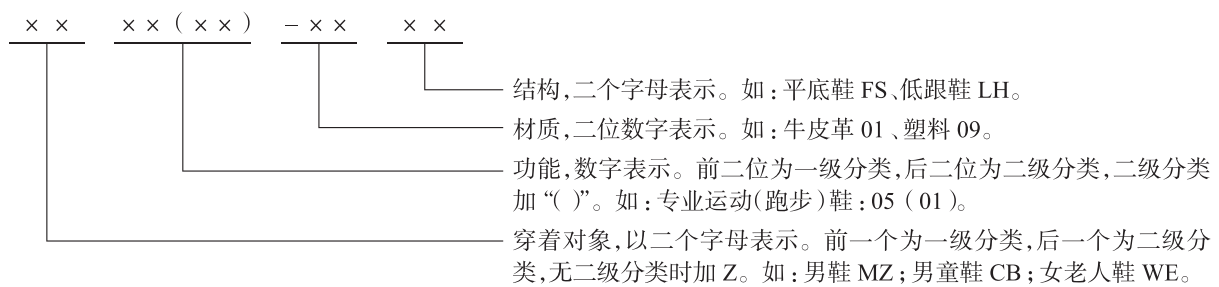 ×× ××(××) -×× ××
结构,二个字母表示。如:平底鞋 FS、低跟鞋 LH。
材质,二位数字表示。如:牛皮革 01、塑料 09。
功能,数字表示。前二位为一级分类,后二位为二级分类,二级分类
加“( )”。如:专业运动(跑步)鞋:05(01)。
穿着对象,以二个字母表示。前一个为一级分类,后一个为二级分
类,无二级分类时加 Z。如:男鞋 MZ;男童鞋 CB;女老人鞋 WE。